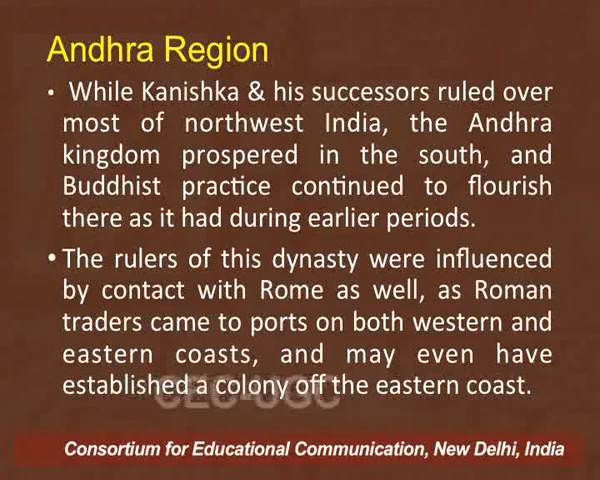 Andhra Region
• While Kanishka & his successors ruled over
most of northwest India, the Andhra
kingdom prospered in the south, and
Buddhist practice continued to flourish
there as it had during earlier periods.
• The rulers of this dynasty were influenced
by contact with Rome as well, as Roman
traders came to ports on both western and
eastern coasts, and may even have
established a colony off the eastern coast.
CEC-UGC
Consortium for Educational Communication, New Delhi, India